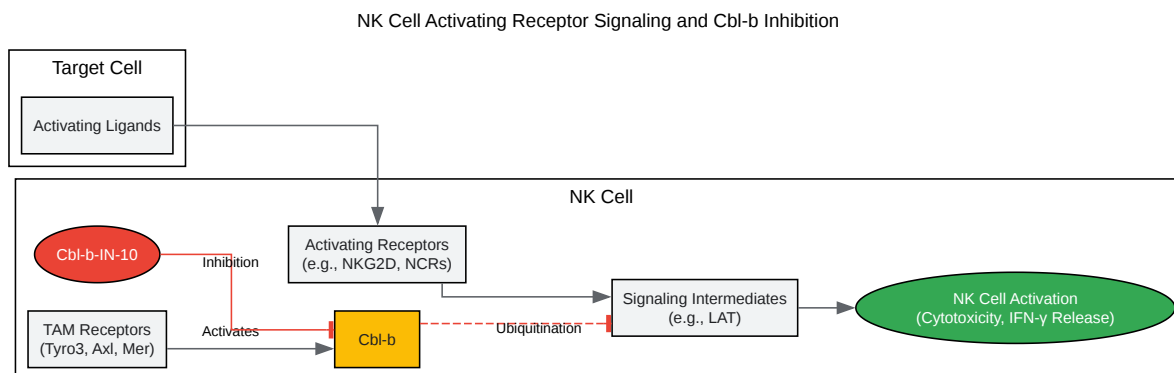 NK Cell Activating Receptor Signaling and Cbl-b Inhibition
Target Cell
Activating Ligands
NK Cell
Cbl-b-IN-10
Inhibition
Activating Receptors
(e.g., NKG2D, NCRs)
TAM Receptors
(Tyro3, Axl, Mer)
Activates
Cbl-b
Ubiquitination
Signaling Intermediates
(e.g., LAT)
NK Cell Activation
(Cytotoxicity, IFN-γ Release)